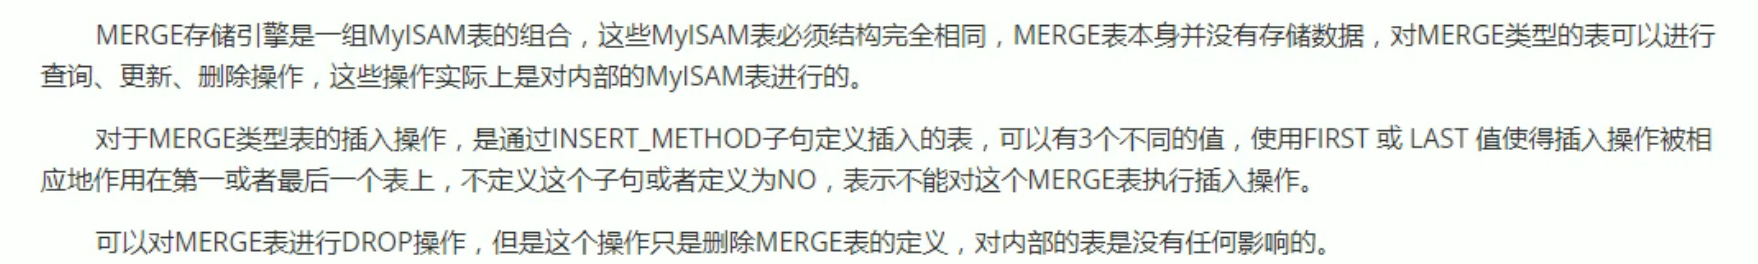 MERGE存储引擎是一组MyISAM表的组合，这些MyISAM表必须结构完全相同，MERGE表本身并没有存储数据，对MERGE类型的表可以进行
查询、更新、删除操作，这些操作实际上是对内部的MyISAM表进行的。
对于MERGE类型表的插入操作，是通过INSERT_METHOD子句定义插入的表，可以有3个不同的值，使用FIRST 或 LAST 值使得插入操作被相
应地作用在第一或者最后一个表上，不定义这个子句或者定义为NO，表示不能对这个MERGE表执行插入操作。
可以对MERGE表进行DROP操作，但是这个操作只是删除MERGE表的定义，对内部的表是没有任何影响的。